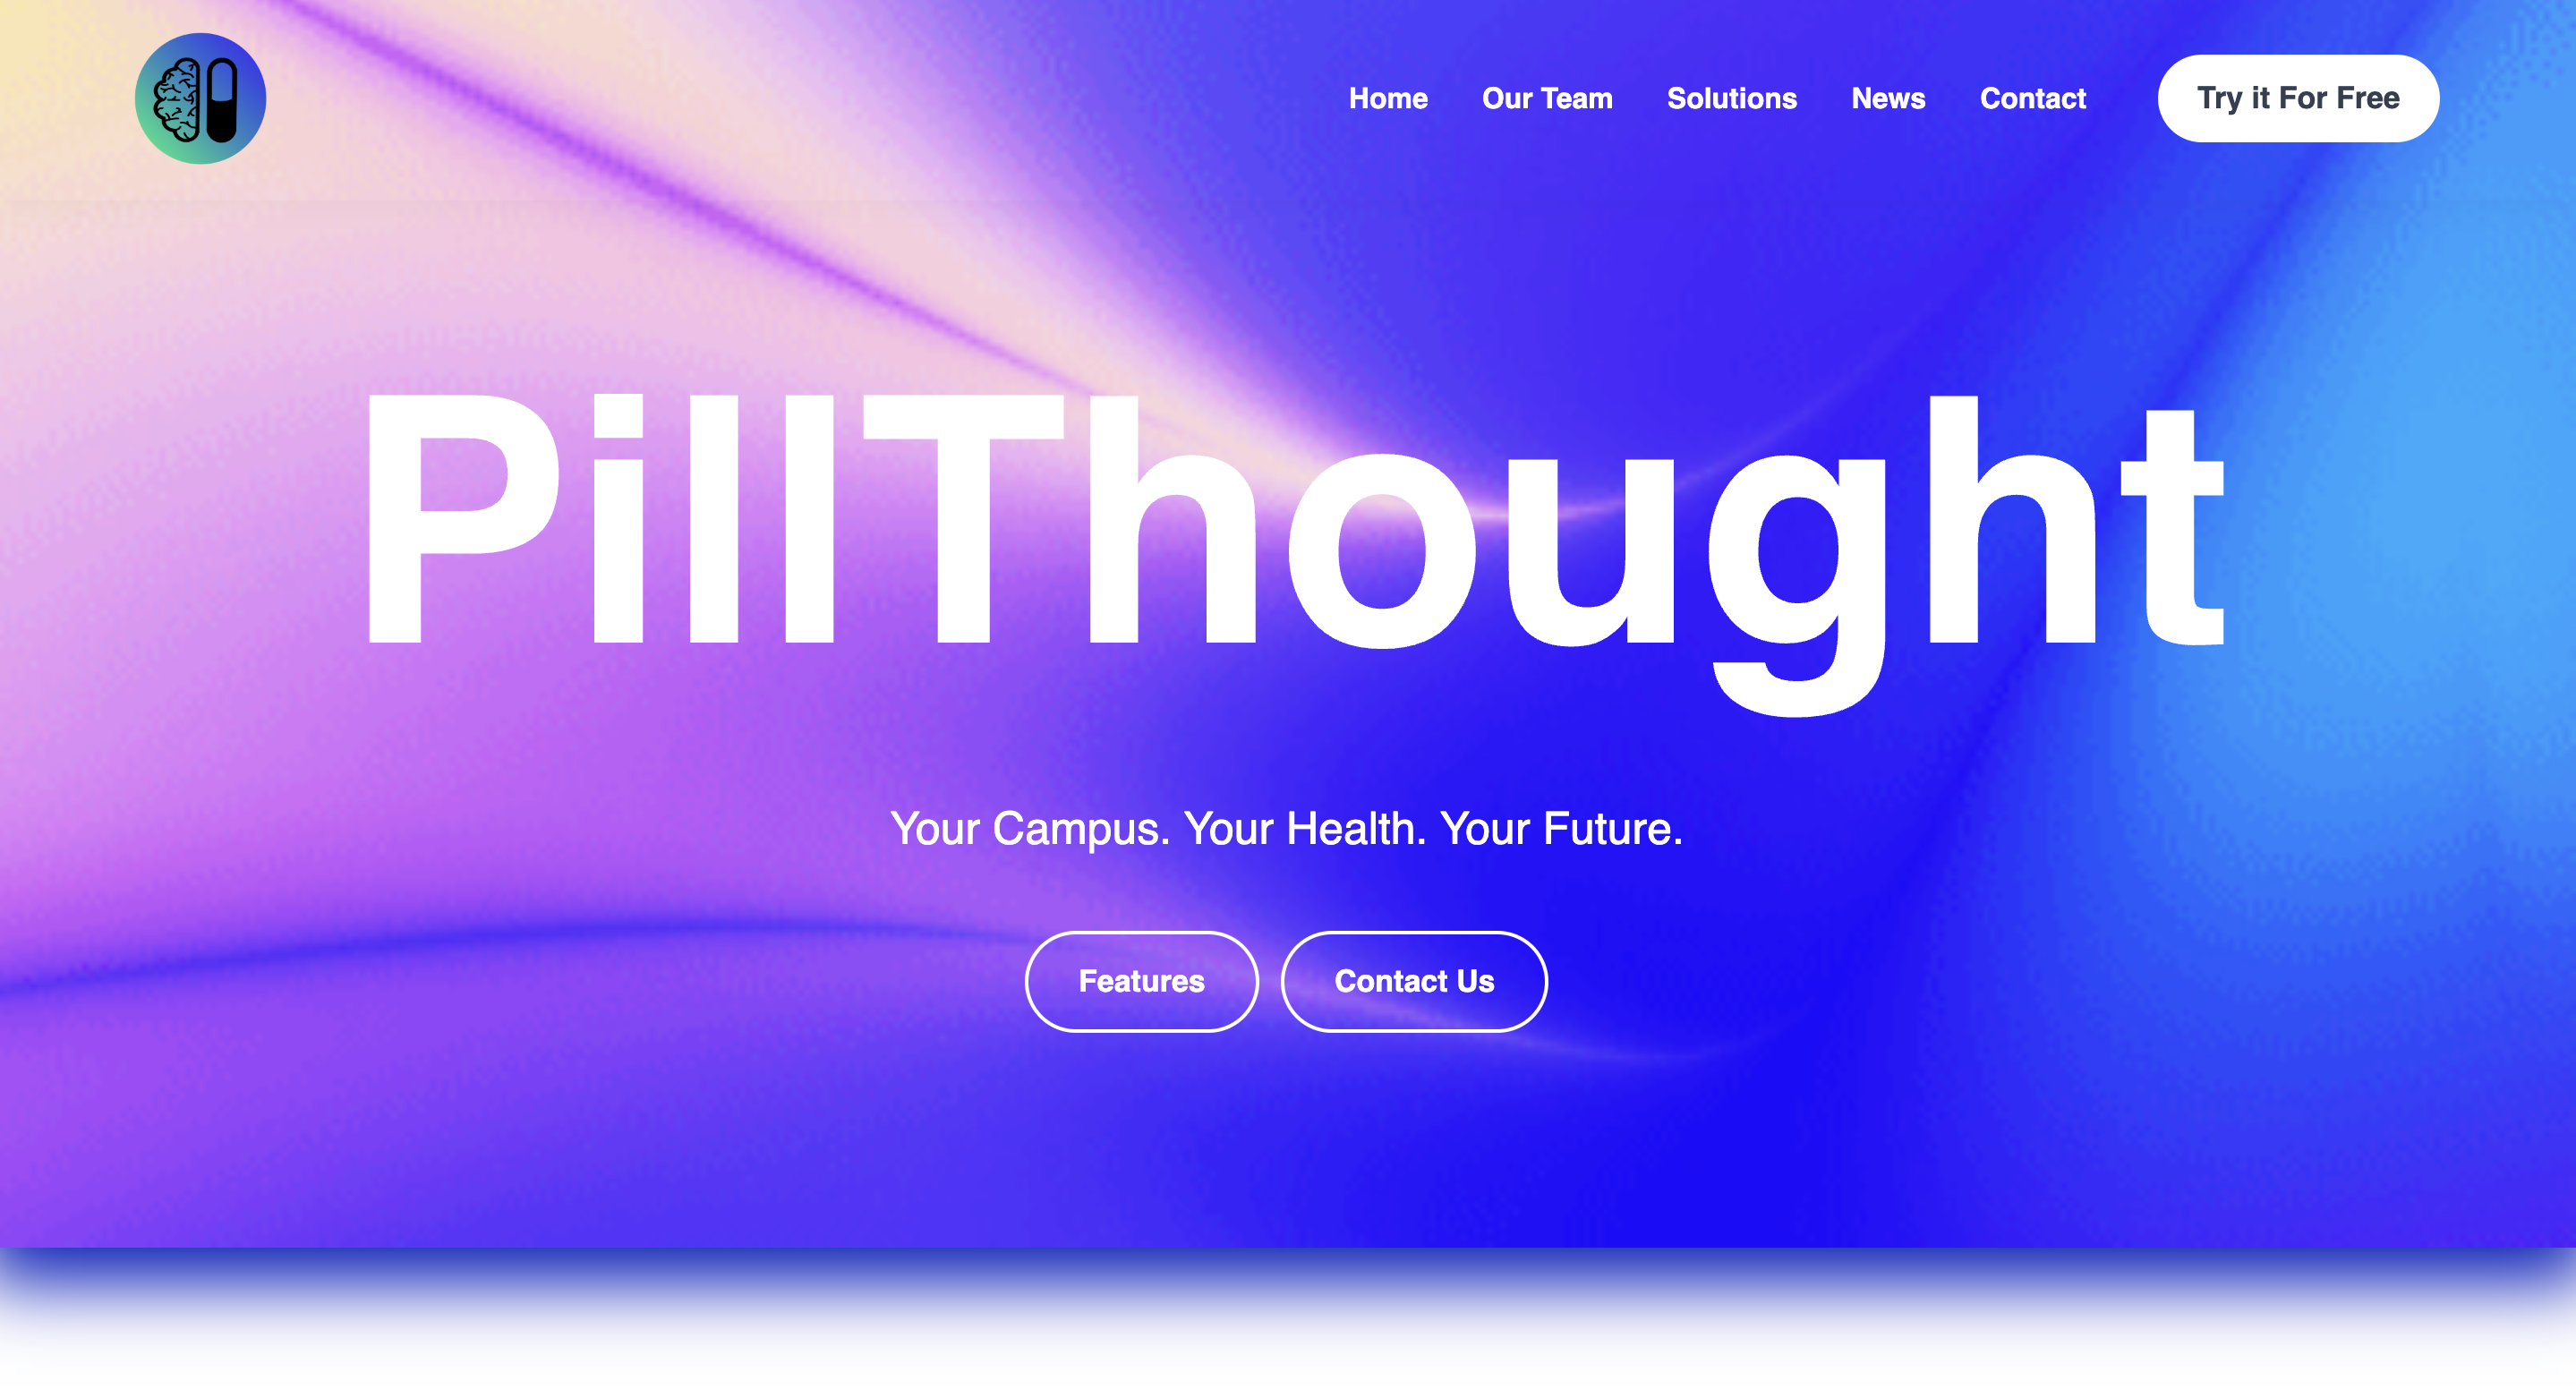 Home Our Team Solutions News Contact Try it For Free
PillThought
Your Campus. Your Health. Your Future.
Features Contact Us